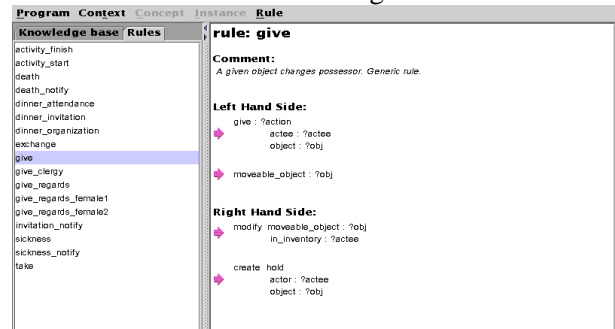 Program Context Concept Instance Rule
Knowledge base Rules
activity_finish
activity_start
death
death_notify
dinner_attendance
dinner_invitation
dinner_organization
exchange
give
give_clergy
give_regards
give_regards_female1
give_regards_female2
invitation_notify
sickness
sickness_notify
take
rule: give
Comment:
A given object changes possessor. Generic rule.
Left Hand Side:
give : ?action
actee : ?actee
object : ?obj
moveable_object : ?obj
Right Hand Side:
modify moveable_object : ?obj
in_inventory : ?actee
create hold
actor : ?actee
object : ?obj